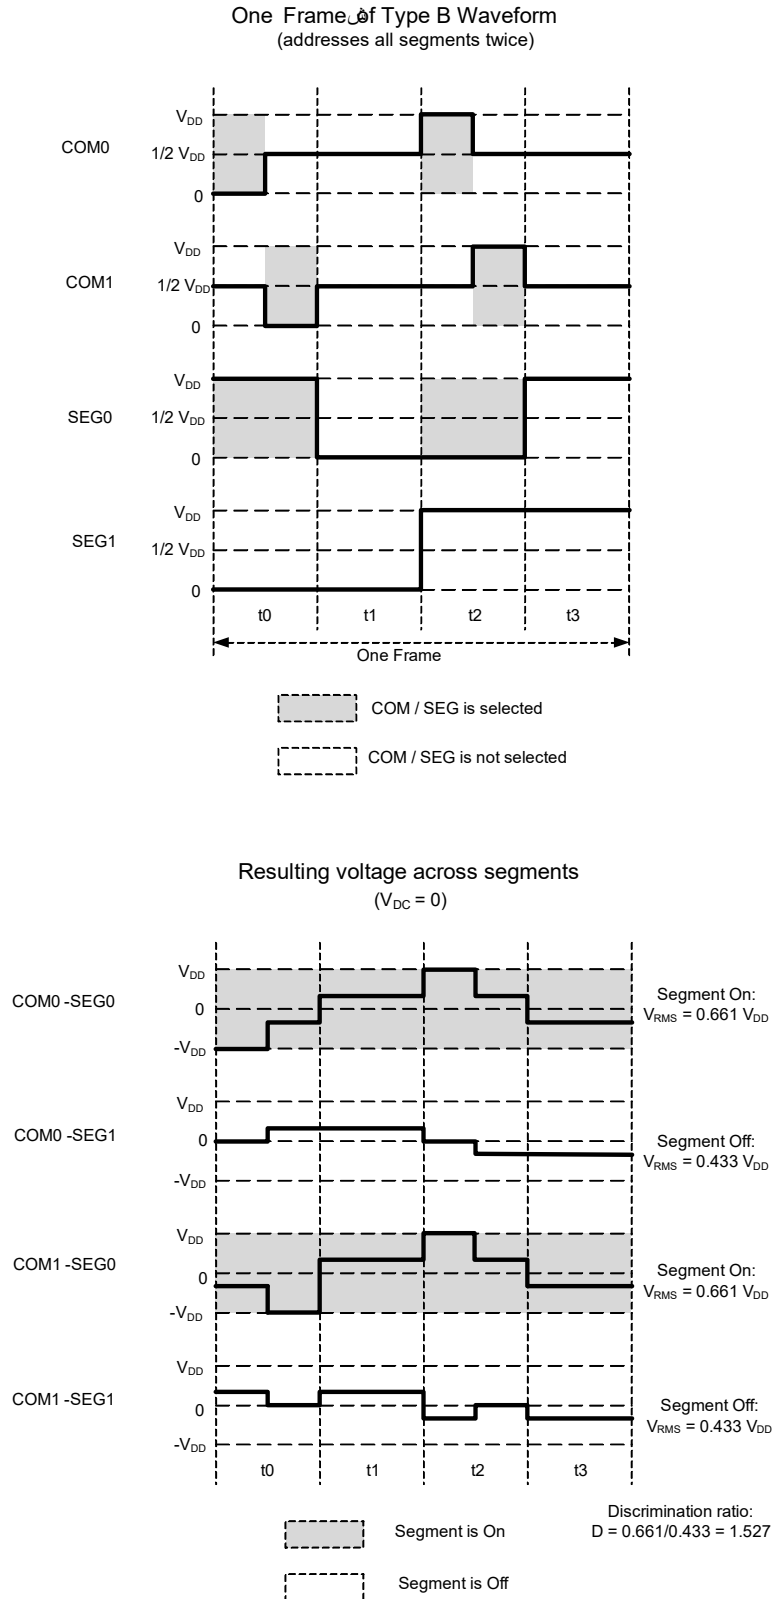 One Frame of Type B Waveform
(addresses all segments twice)
VDD
COM0
1/2 VDD
0
VDD
COM1
1/2 VDD
0
VDD
SEG0
1/2 VDD
0
VDD
SEG1
1/2 VDD
0
t0 t1 t2 t3
One Frame
COM / SEG is selected
COM / SEG is not selected
Resulting voltage across segments
(VDC = 0)
VDD
COM0 -SEG0
0
-VDD
Segment On:
VRMS = 0.661 VDD
VDD
COM0 -SEG1
0
-VDD
Segment Off:
VRMS = 0.433 VDD
VDD
COM1 -SEG0
0
-VDD
Segment On:
VRMS = 0.661 VDD
VDD
COM1 -SEG1
0
-VDD
Segment Off:
VRMS = 0.433 VDD
t0 t1 t2 t3
Segment is On
Discrimination ratio:
D = 0.661/0.433 = 1.527
Segment is Off